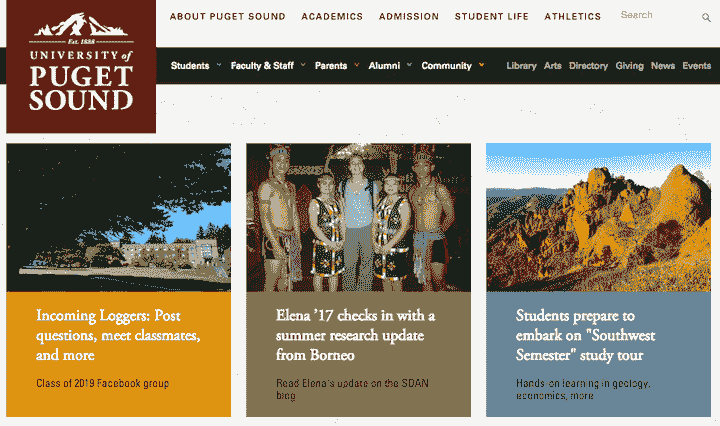 ABOUT PUGET SOUND ACADEMICS ADMISSION STUDENT LIFE ATHLETICS Search
Est. 1888
UNIVERSITY of
PUGET
SOUND
Students Faculty & Staff Parents Alumni Community Library Arts Directory Giving News Events
Incoming Loggers: Post
questions, meet classmates,
and more
Class of 2019 Facebook group
Elena '17 checks in with a
summer research update
from Borneo
Read Elena's update on the SDAN
blog
Students prepare to
embark on "Southwest
Semester" study tour
Hands-on learning in geology,
economics, more